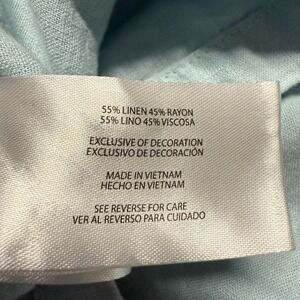 55% LINEN 45% RAYON
55% LINO 45% VISCOSA
EXCLUSIVE OF DECORATION
EXCLUSIVO DE DECORACIÓN
MADE IN VIETNAM
HECHO EN VIETNAM
SEE REVERSE FOR CARE
VER AL REVERSO PARA CUIDADO